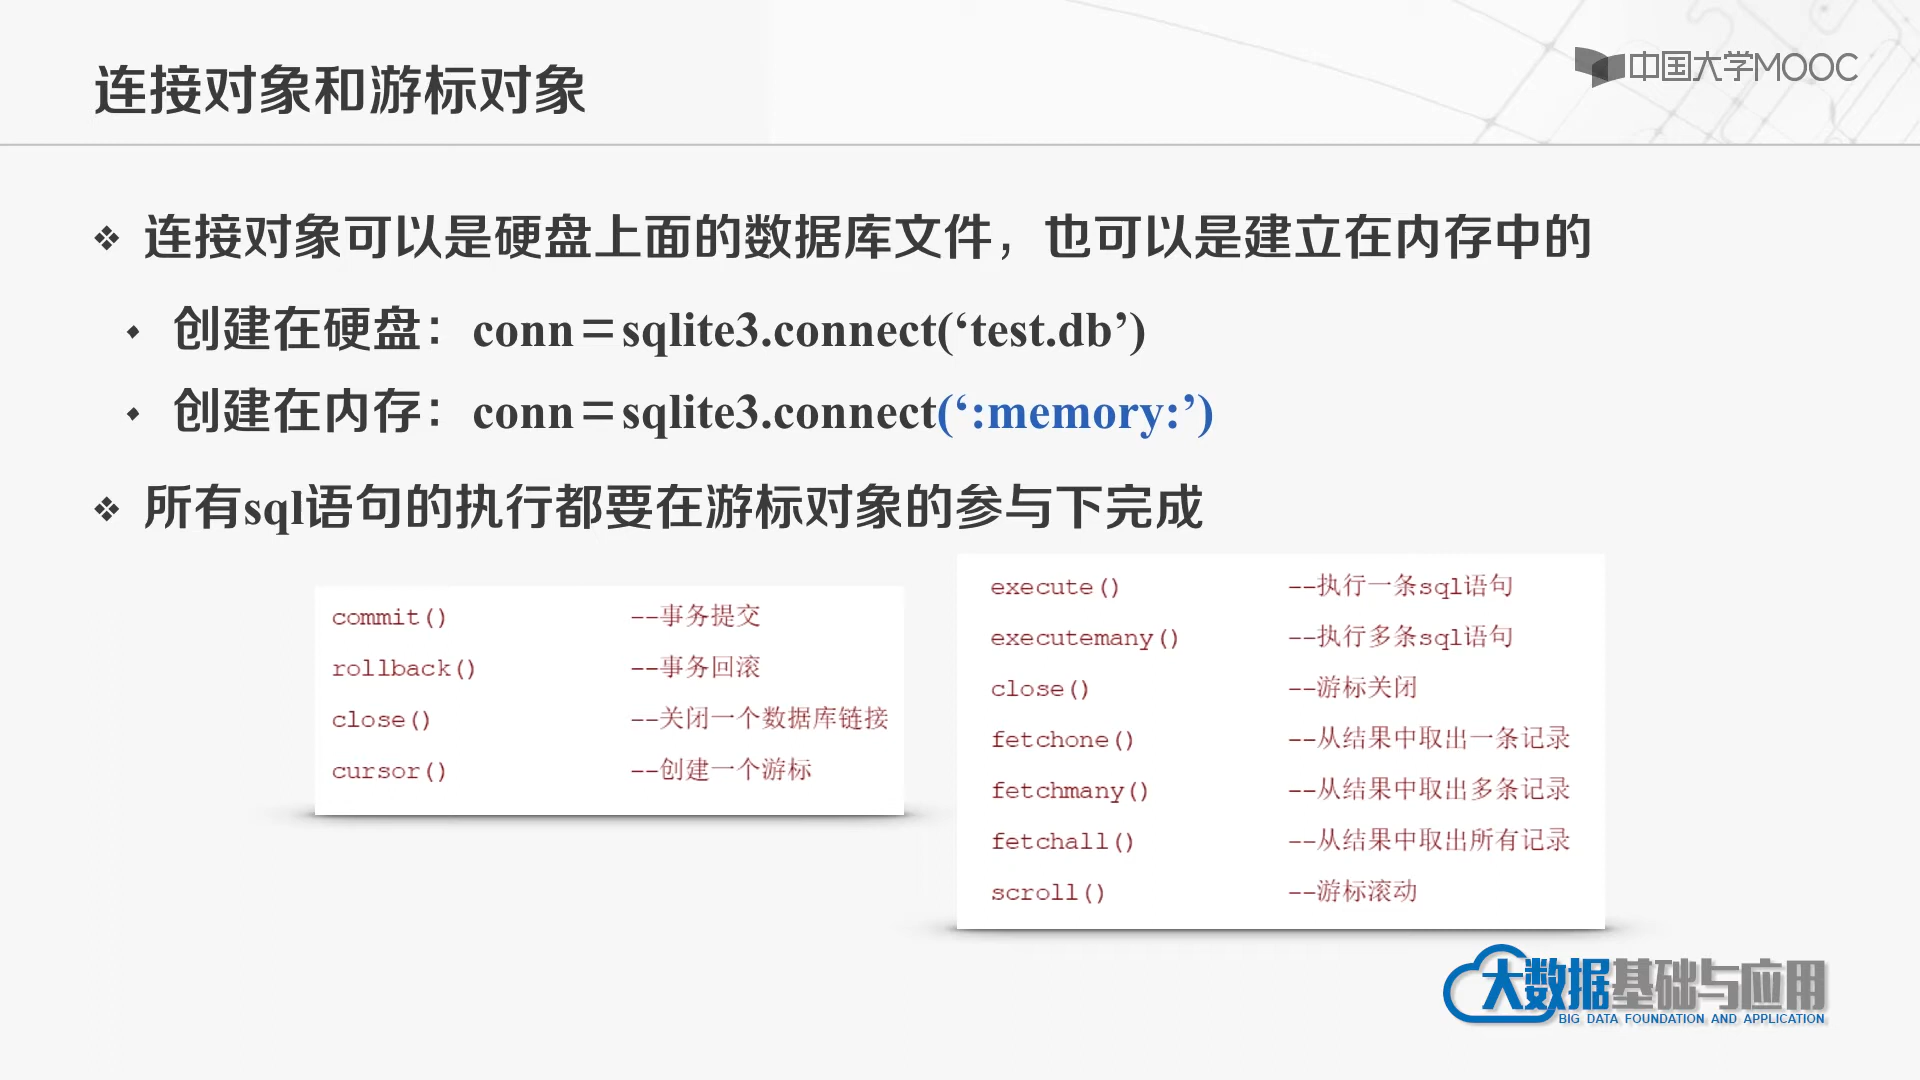 连接对象和游标对象
中国大学MOOC
连接对象可以是硬盘上面的数据库文件，也可以是建立在内存中的
创建在硬盘：conn＝sqlite3.connect(‘test.db’)
创建在内存：conn＝sqlite3.connect(‘:memory:’)
所有sql语句的执行都要在游标对象的参与下完成
commit() --事务提交
rollback() --事务回滚
close() --关闭一个数据库链接
cursor() --创建一个游标
execute() --执行一条sql语句
executemany() --执行多条sql语句
close() --游标关闭
fetchone() --从结果中取出一条记录
fetchmany() --从结果中取出多条记录
fetchall() --从结果中取出所有记录
scroll() --游标滚动
大数据基础与应用
BIG DATA FOUNDATION AND APPLICATION